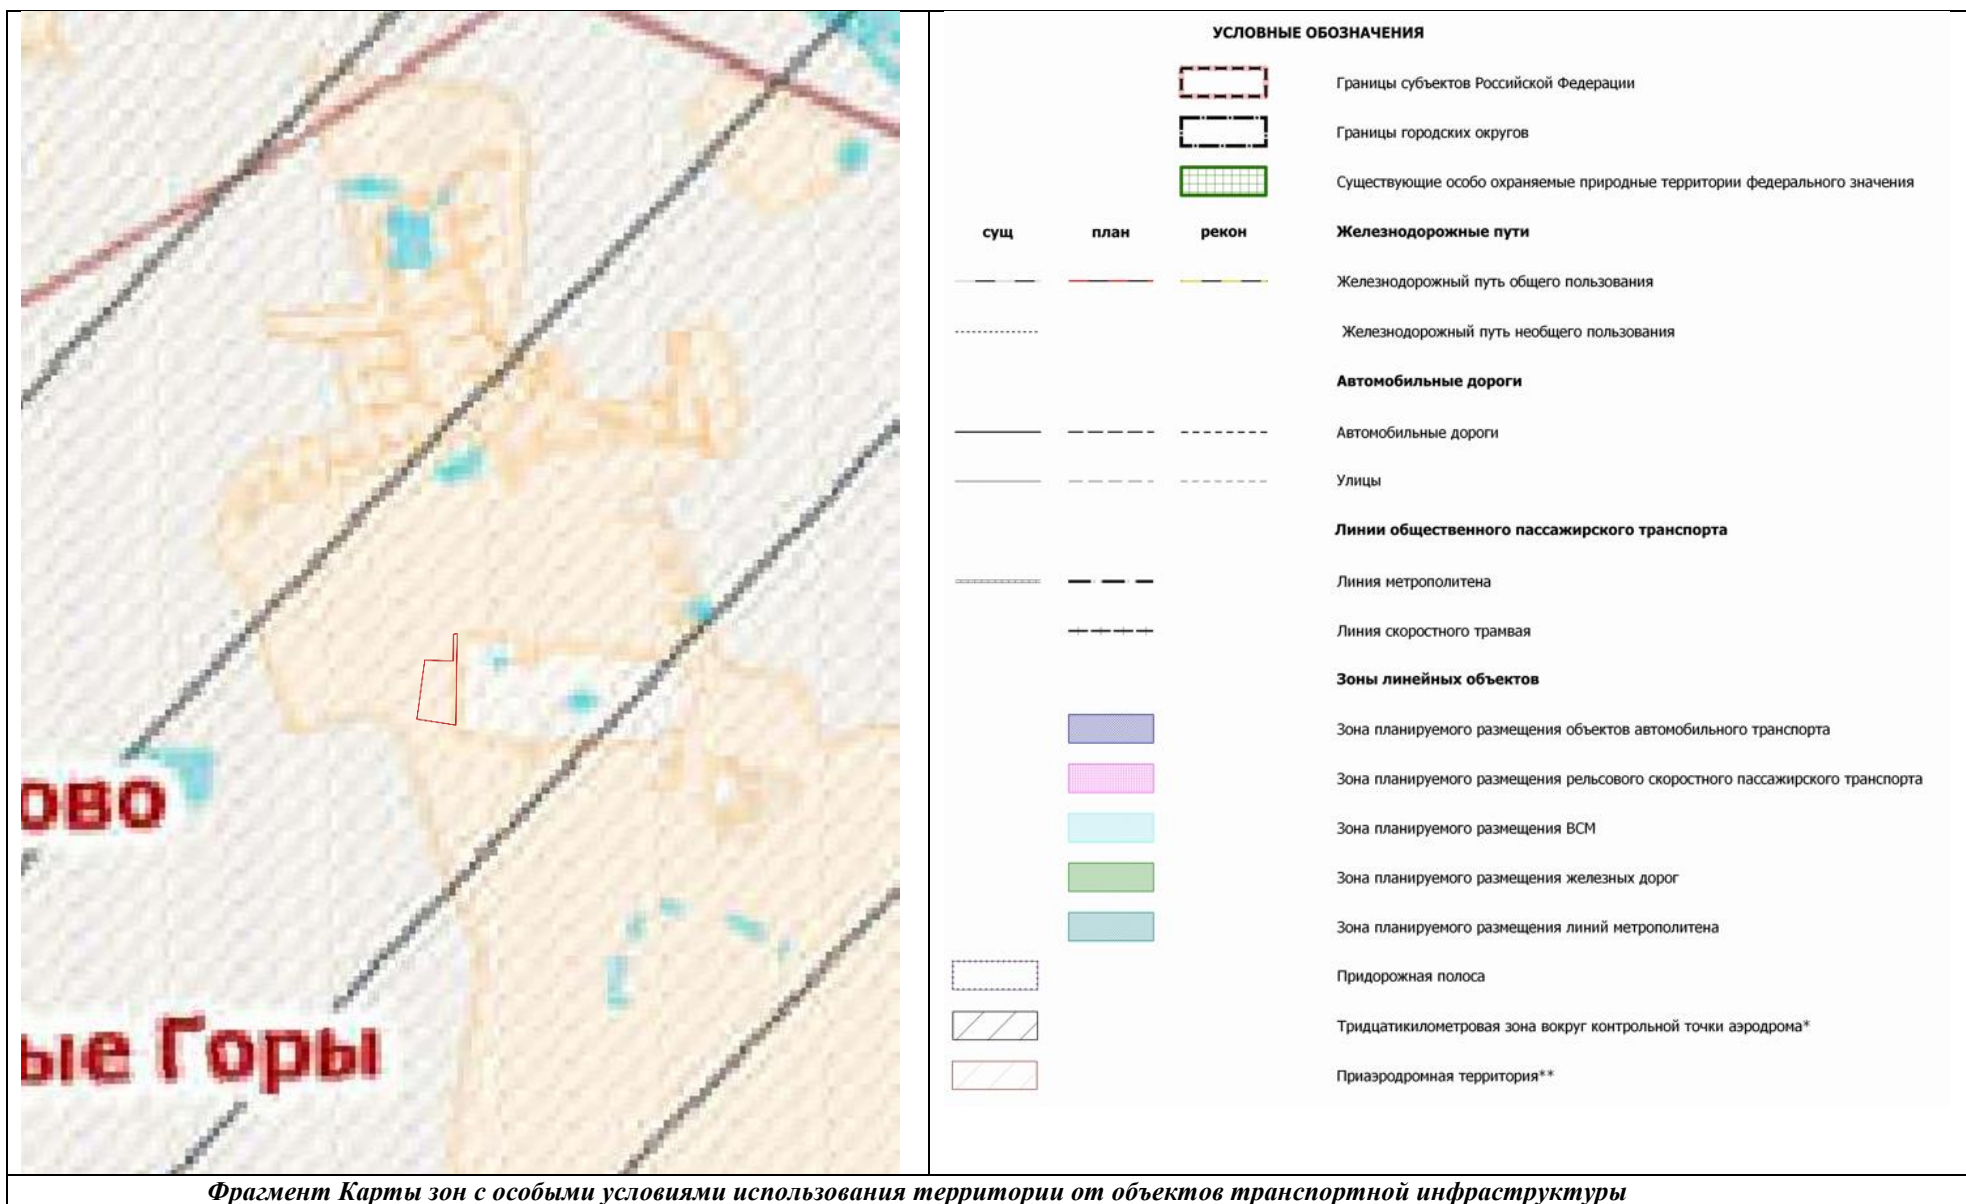 ово
ые Горы
УСЛОВНЫЕ ОБОЗНАЧЕНИЯ
Границы субъектов Российской Федерации
Границы городских округов
Существующие особо охраняемые природные территории федерального значения
сущ план рекон Железнодорожные пути
Железнодорожный путь общего пользования
Железнодорожный путь необщего пользования
Автомобильные дороги
Автомобильные дороги
Улицы
Линии общественного пассажирского транспорта
Линия метрополитена
Линия скоростного трамвая
Зоны линейных объектов
Зона планируемого размещения объектов автомобильного транспорта
Зона планируемого размещения рельсового скоростного пассажирского транспорта
Зона планируемого размещения ВСМ
Зона планируемого размещения железных дорог
Зона планируемого размещения линий метрополитена
Придорожная полоса
Тридцатикилометровая зона вокруг контрольной точки аэродрома*
Приаэродромная территория**
Фрагмент Карты зон с особыми условиями использования территории от объектов транспортной инфраструктуры